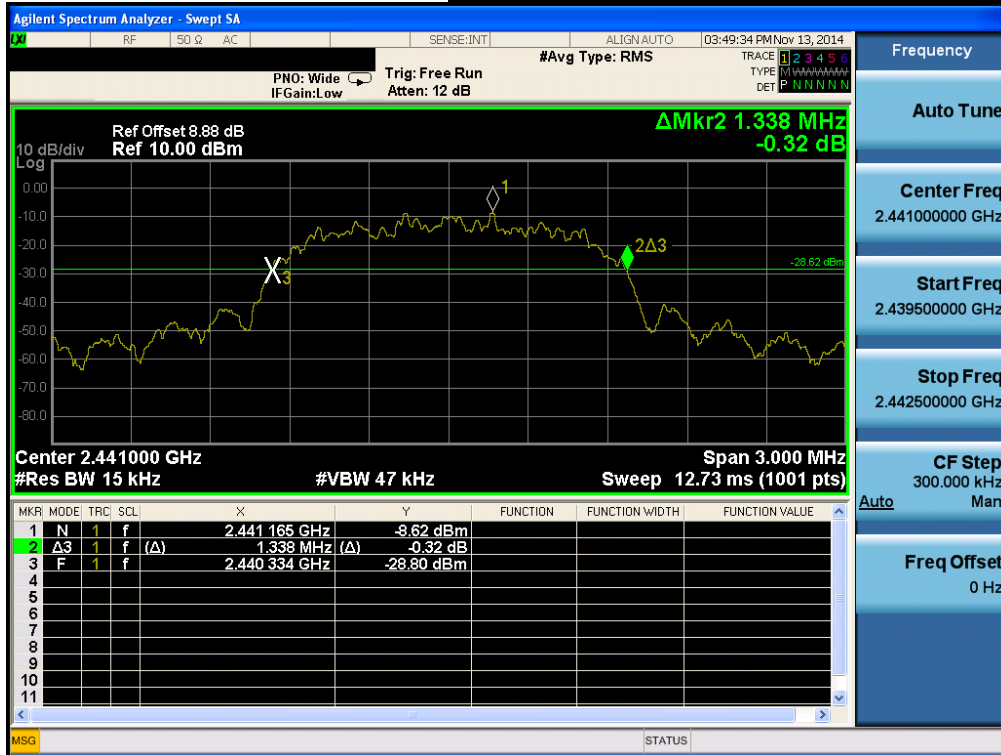 Agilent Spectrum Analyzer - Swept SA
LXI RF 50 Ω AC SENSE:INT ALIGN AUTO 03:49:34 PM Nov 13, 2014
Frequency
#Avg Type: RMS TRACE 1 2 3 4 5 6
PNO: Wide Trig: Free Run TYPE M WWWWW
IFGain:Low Atten: 12 dB DET P N N N N N
Auto Tune
ΔMkr2 1.338 MHz
Ref Offset 8.88 dB
-0.32 dB
10 dB/div Ref 10.00 dBm
Log
0.00
1
-10.0
-20.0
2Δ3
-28.62 dBm
-30.0
3
-40.0
-50.0
-60.0
-70.0
-80.0
Center 2.441000 GHz Span 3.000 MHz
#Res BW 15 kHz #VBW 47 kHz Sweep 12.73 ms (1001 pts)
Center Freq
2.441000000 GHz
Start Freq
2.439500000 GHz
Stop Freq
2.442500000 GHz
CF Step
300.000 kHz
Auto Man
Freq Offset
0 Hz
MKR MODE TRC SCL X Y FUNCTION FUNCTION WIDTH FUNCTION VALUE
1 N 1 f 2.441 165 GHz -8.62 dBm
2 Δ3 1 f (Δ) 1.338 MHz (Δ) -0.32 dB
3 F 1 f 2.440 334 GHz -28.80 dBm
4
5
6
7
8
9
10
11
MSG STATUS